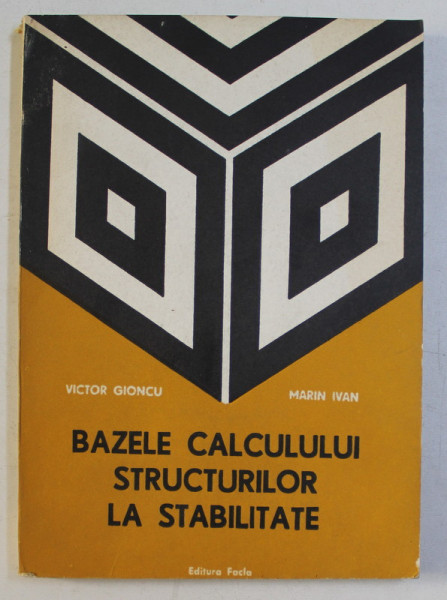 VICTOR GIONCU
MARIN IVAN
BAZELE CALCULULUI
STRUCTURILOR
LA STABILITATE
Editura Facla